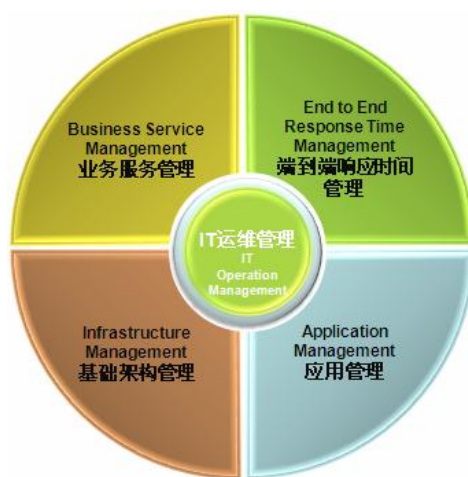 Business Service
Management
业务服务管理
End to End
Response Time
Management
端到端响应时间
管理
IT运维管理
IT
Operation
Management
Infrastructure
Management
基础架构管理
Application
Management
应用管理